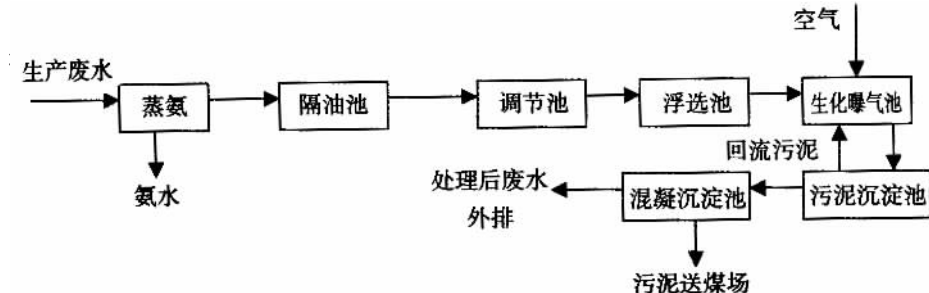 空气
生产废水
蒸氨
隔油池
调节池
浮选池
生化曝气池
回流污泥
氨水
处理后废水
外排
混凝沉淀池
污泥沉淀池
污泥送煤场